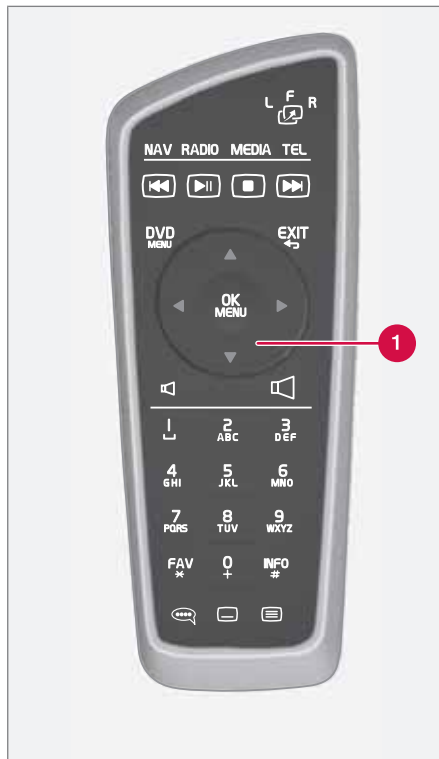 L F R
NAV RADIO MEDIA TEL
DVD MENU EXIT
OK MENU
1
1 2 ABC 3 DEF
4 GHI 5 JKL 6 MNO
7 PQRS 8 TUV 9 WXYZ
FAV * 0 + INFO #